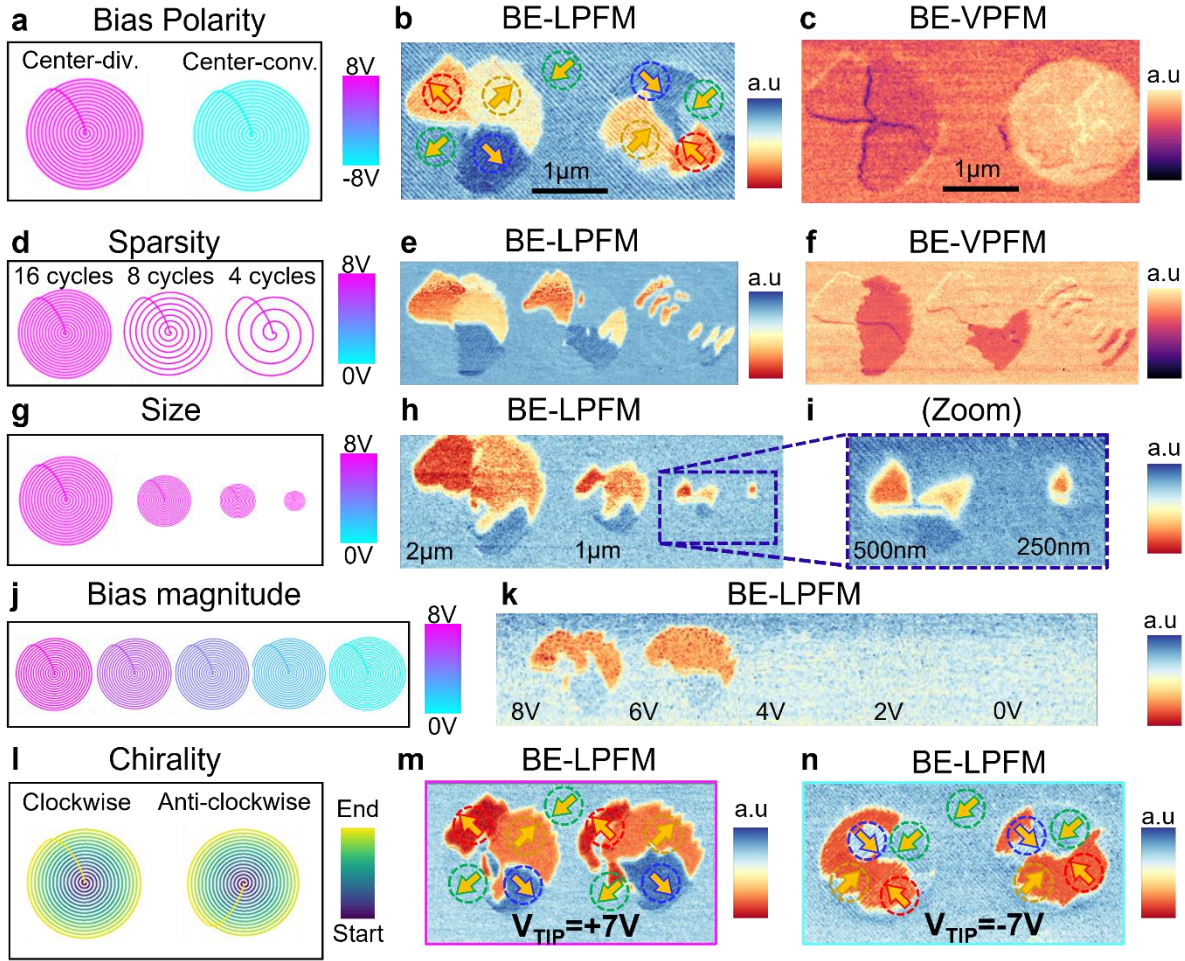 a Bias Polarity
Center-div. Center-conv.
8V
-8V
b BE-LPFM
1µm
a.u
c BE-VPFM
1µm
a.u
d Sparsity
16 cycles 8 cycles 4 cycles
8V
0V
e BE-LPFM
a.u
f BE-VPFM
a.u
g Size
8V
0V
h BE-LPFM
2µm 1µm
i (Zoom)
500nm 250nm
a.u
j Bias magnitude
8V
0V
k BE-LPFM
8V 6V 4V 2V 0V
a.u
l Chirality
Clockwise Anti-clockwise
End
Start
m BE-LPFM
VTIP=+7V
a.u
n BE-LPFM
VTIP=-7V
a.u